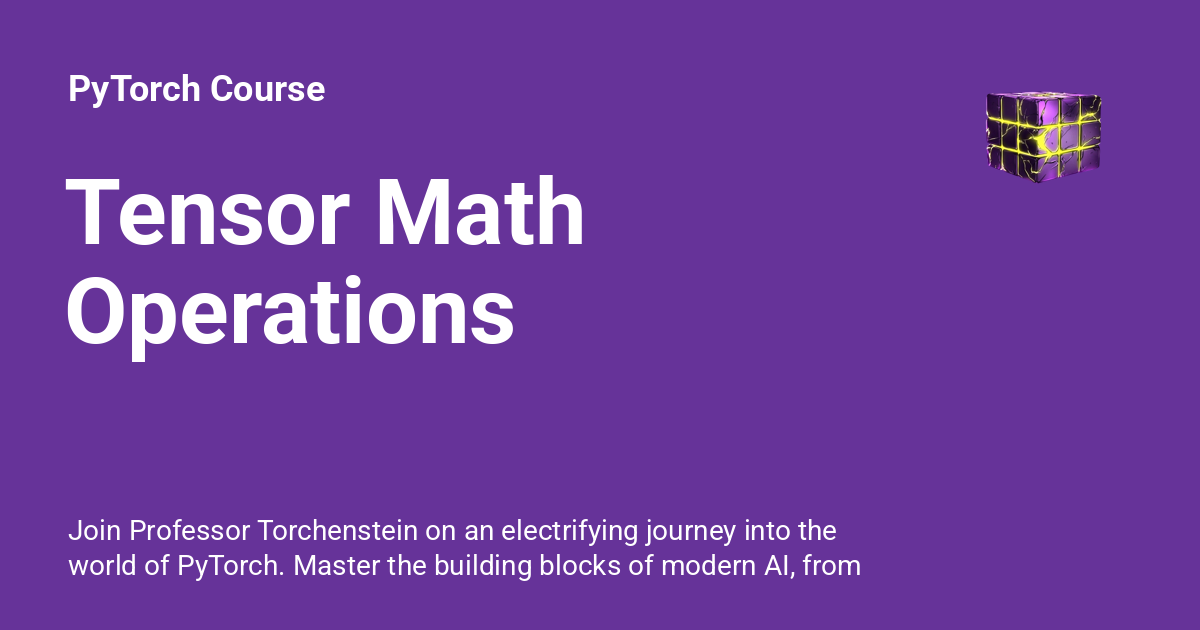 PyTorch Course
Tensor Math
Operations
Join Professor Torchenstein on an electrifying journey into the
world of PyTorch. Master the building blocks of modern AI, from